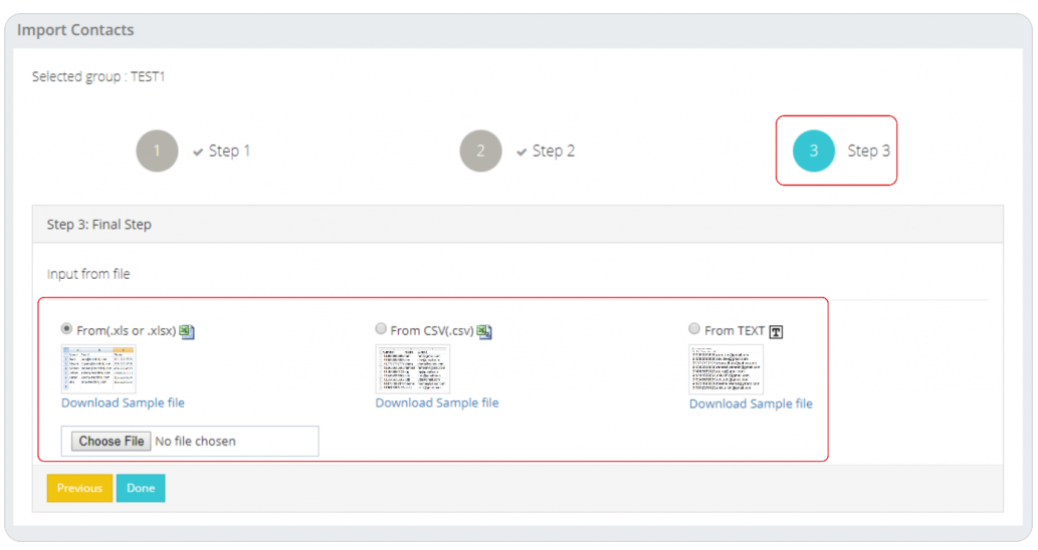 Import Contacts
Selected group : TEST1
1 Step 1
2 Step 2
3 Step 3
Step 3: Final Step
Input from file
From(.xls or .xlsx)
From CSV(.csv)
From TEXT T
Download Sample file
Download Sample file
Download Sample file
Choose File No file chosen
Previous
Done